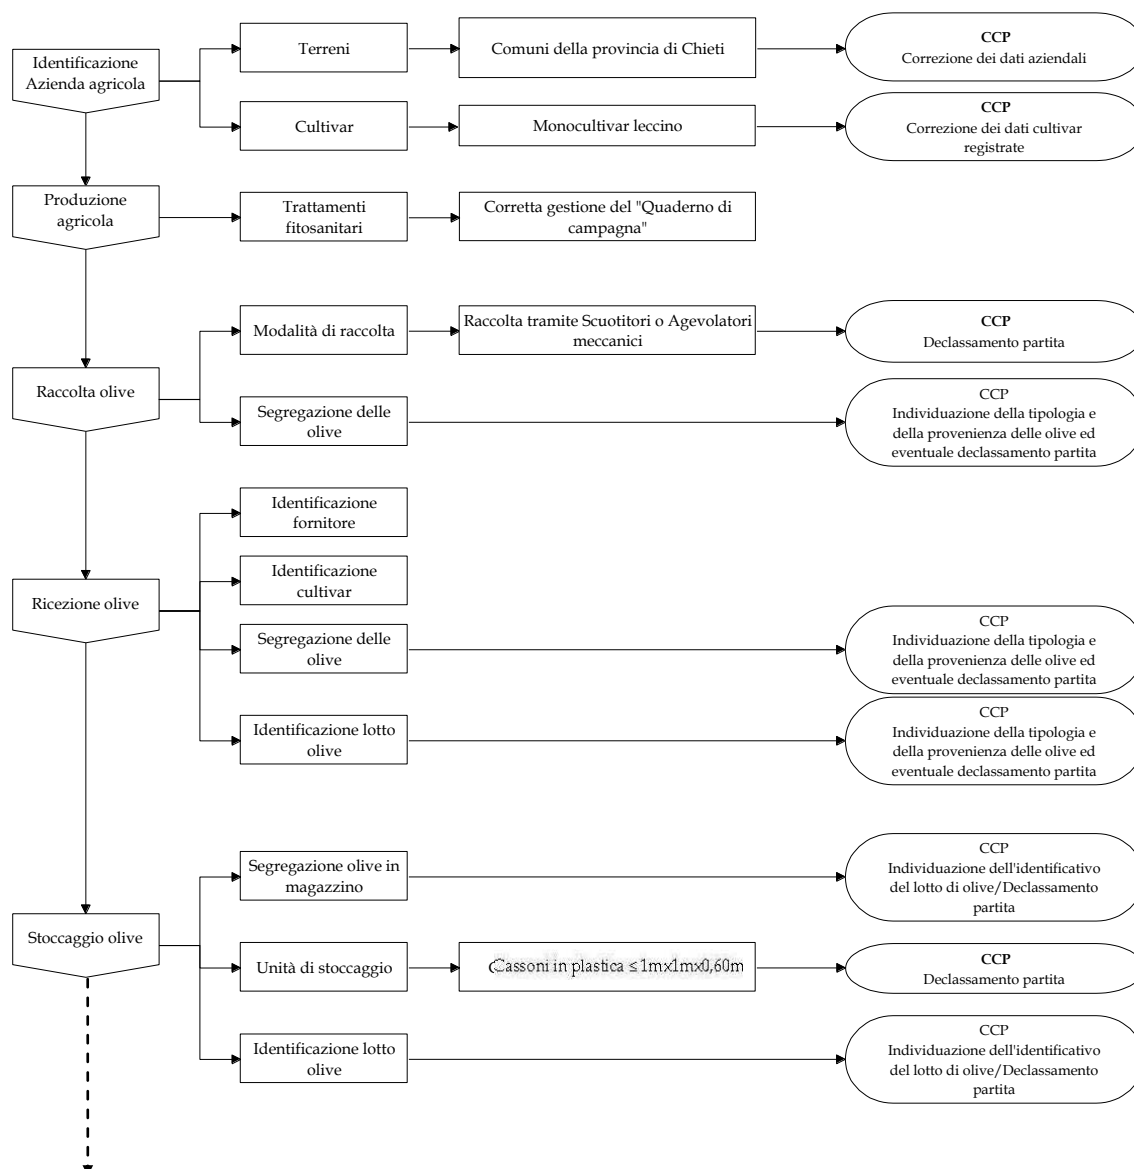 Identificazione
Azienda agricola
Terreni
Comuni della provincia di Chieti
CCP
Correzione dei dati aziendali
Cultivar
Monocultivar leccino
CCP
Correzione dei dati cultivar
registrate
Produzione
agricola
Trattamenti
fitosanitari
Corretta gestione del "Quaderno di
campagna"
Raccolta olive
Modalità di raccolta
Raccolta tramite Scuotitori o Agevolatori
meccanici
CCP
Declassamento partita
Segregazione delle
olive
CCP
Individuazione della tipologia e
della provenienza delle olive ed
eventuale declassamento partita
Ricezione olive
Identificazione
fornitore
Identificazione
cultivar
Segregazione delle
olive
CCP
Individuazione della tipologia e
della provenienza delle olive ed
eventuale declassamento partita
Identificazione lotto
olive
CCP
Individuazione della tipologia e
della provenienza delle olive ed
eventuale declassamento partita
Stoccaggio olive
Segregazione olive in
magazzino
CCP
Individuazione dell'identificativo
del lotto di olive/Declassamento
partita
Unità di stoccaggio
Cassoni in plastica ≤ 1mx1mx0,60m
CCP
Declassamento partita
Identificazione lotto
olive
CCP
Individuazione dell'identificativo
del lotto di olive/Declassamento
partita